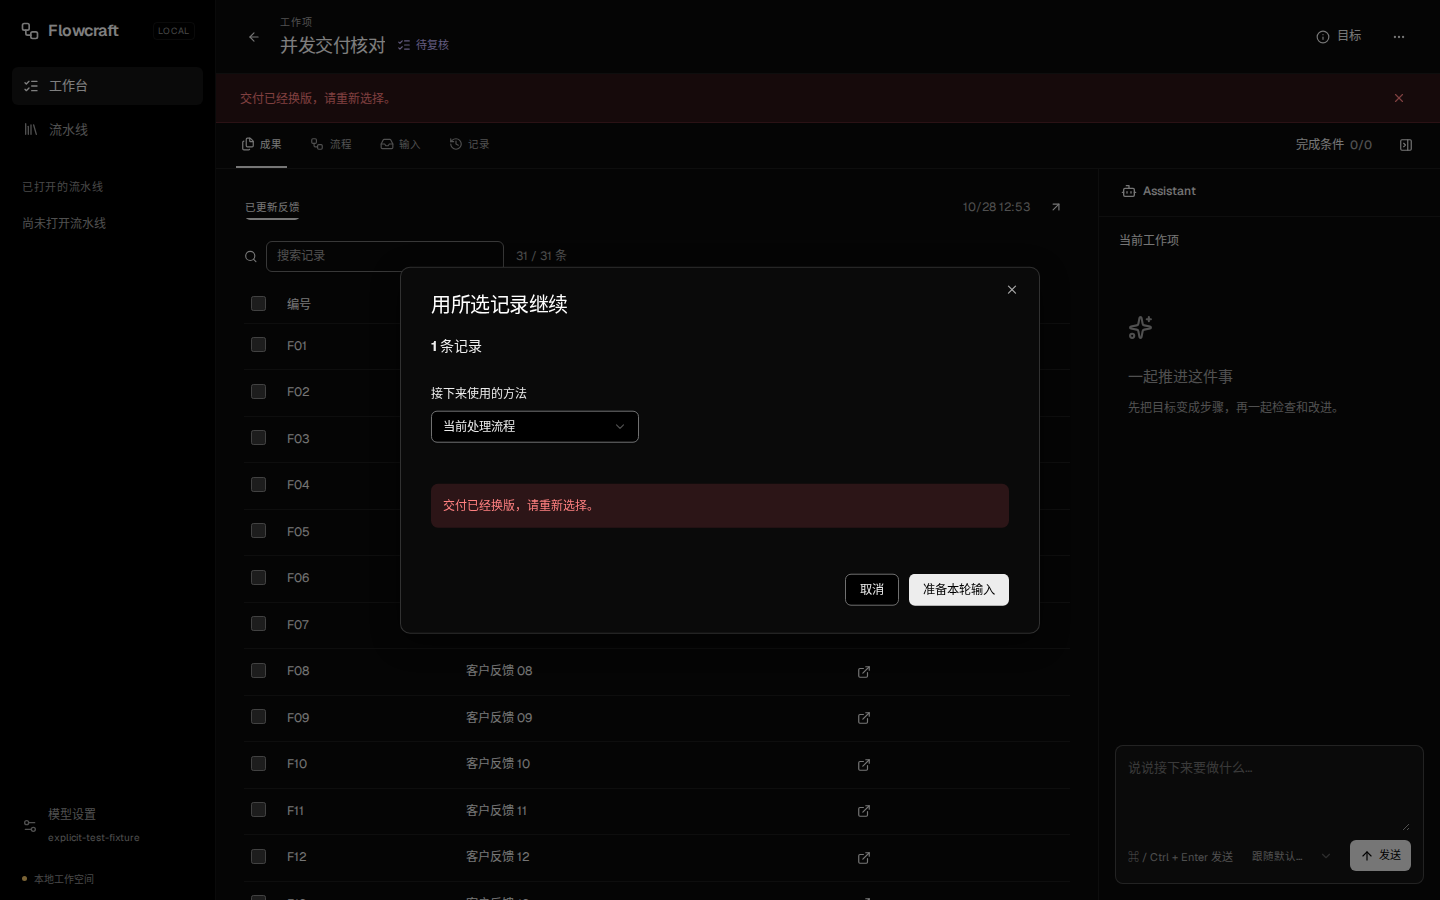 Flowcraft
LOCAL
工作台
流水线
已打开的流水线
尚未打开流水线
模型设置
explicit-test-fixture
本地工作空间
工作项
并发交付核对
待复核
目标
交付已经换版，请重新选择。
成果
流程
输入
记录
完成条件 0/0
已更新反馈
10/28 12:53
搜索记录
31 / 31 条
编号
F01
F02
F03
F04
F05
F06
F07
F08 客户反馈 08
F09 客户反馈 09
F10 客户反馈 10
F11 客户反馈 11
F12 客户反馈 12
用所选记录继续
1 条记录
接下来使用的方法
当前处理流程
交付已经换版，请重新选择。
取消
准备本轮输入
Assistant
当前工作项
一起推进这件事
先把目标变成步骤，再一起检查和改进。
说说接下来要做什么...
⌘ / Ctrl + Enter 发送
跟随默认...
发送